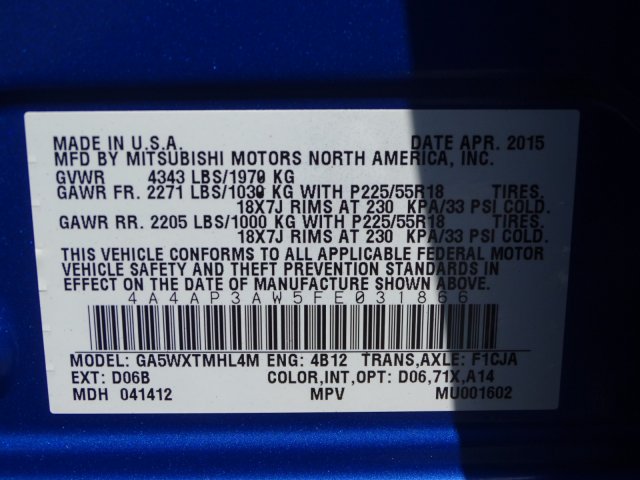 MADE IN U.S.A. DATE APR. 2015
MFD BY MITSUBISHI MOTORS NORTH AMERICA, INC.
GVWR 4343 LBS/1970 KG
GAWR FR. 2271 LBS/1030 KG WITH P225/55R18 TIRES.
18X7J RIMS AT 230 KPA/33 PSI COLD.
GAWR RR. 2205 LBS/1000 KG WITH P225/55R18 TIRES.
18X7J RIMS AT 230 KPA/33 PSI COLD.
THIS VEHICLE CONFORMS TO ALL APPLICABLE FEDERAL MOTOR
VEHICLE SAFETY AND THEFT PREVENTION STANDARDS IN
EFFECT ON THE DATE OF MANUFACTURE SHOWN ABOVE.
4A4AP3AW5FE031866
MODEL: GA5WXTMHL4M ENG: 4B12 TRANS,AXLE: F1CJA
EXT: D06B COLOR,INT,OPT: D06,71X,A14
MDH 041412 MPV MU001602